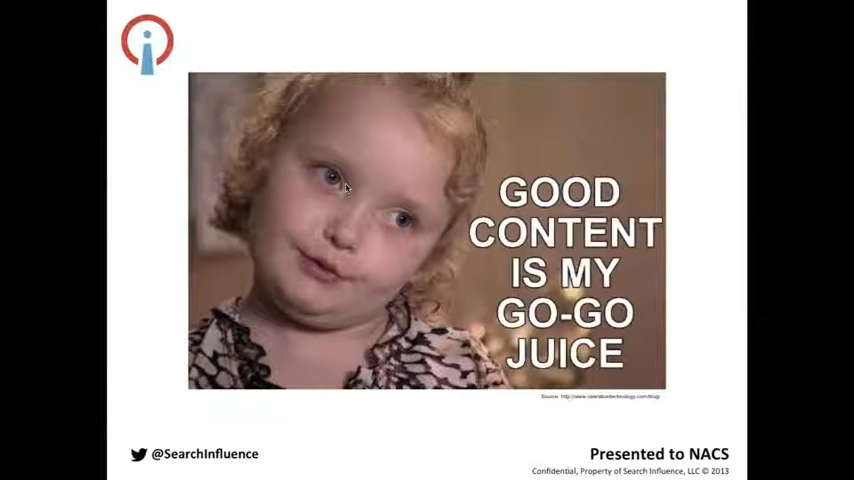 GOOD
CONTENT
IS MY
GO-GO
JUICE
@SearchInfluence
Presented to NACS
Confidential, Property of Search Influence, LLC © 2013